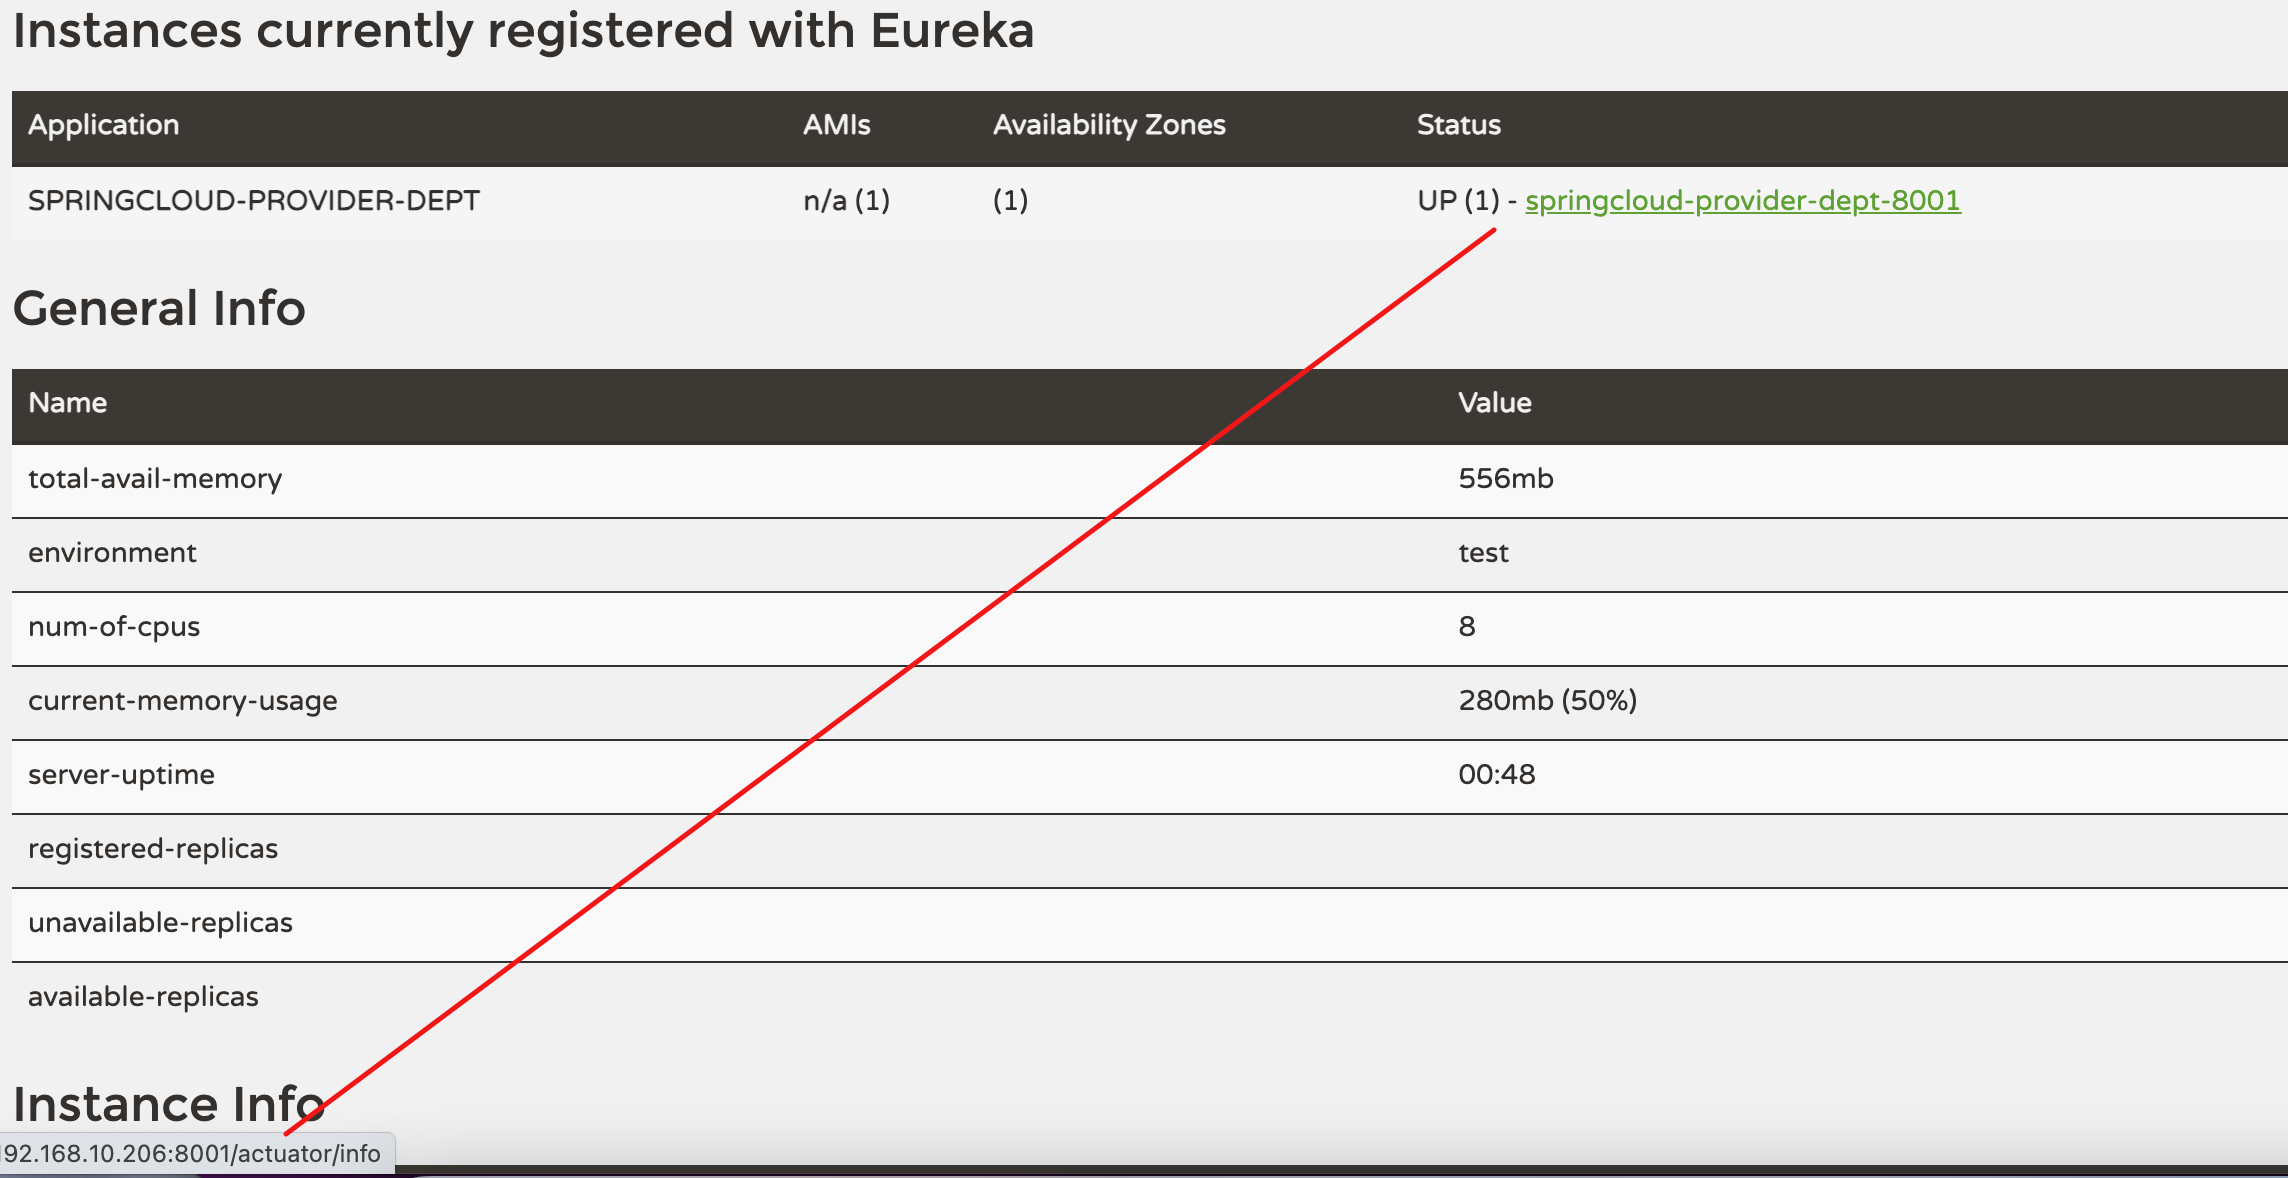 Instances currently registered with Eureka
Application AMIs Availability Zones Status
SPRINGCLOUD-PROVIDER-DEPT n/a (1) (1) UP (1) - springcloud-provider-dept-8001
General Info
Name Value
total-avail-memory 556mb
environment test
num-of-cpus 8
current-memory-usage 280mb (50%)
server-uptime 00:48
registered-replicas
unavailable-replicas
available-replicas
Instance Info
192.168.10.206:8001/actuator/info